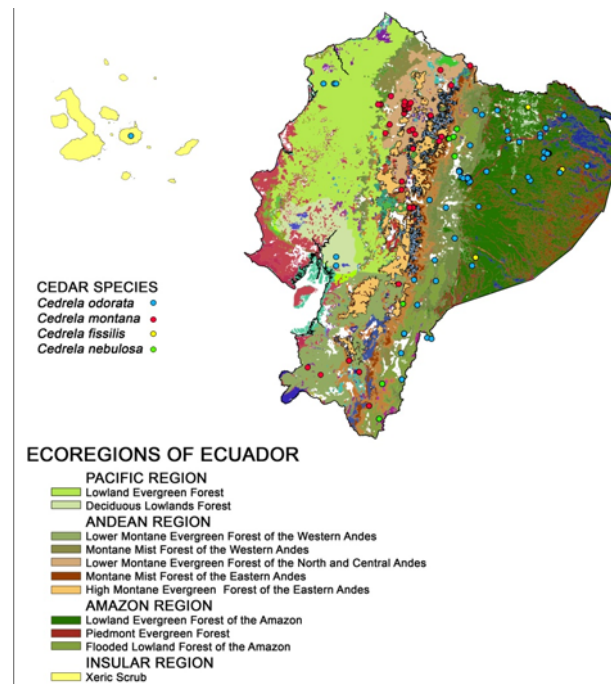 CEDAR SPECIES
Cedrela odorata
Cedrela montana
Cedrela fissilis
Cedrela nebulosa
ECOREGIONS OF ECUADOR
PACIFIC REGION
Lowland Evergreen Forest
Deciduous Lowlands Forest
ANDEAN REGION
Lower Montane Evergreen Forest of the Western Andes
Montane Mist Forest of the Western Andes
Lower Montane Evergreen Forest of the North and Central Andes
Montane Mist Forest of the Eastern Andes
High Montane Evergreen Forest of the Eastern Andes
AMAZON REGION
Lowland Evergreen Forest of the Amazon
Piedmont Evergreen Forest
Flooded Lowland Forest of the Amazon
INSULAR REGION
Xeric Scrub